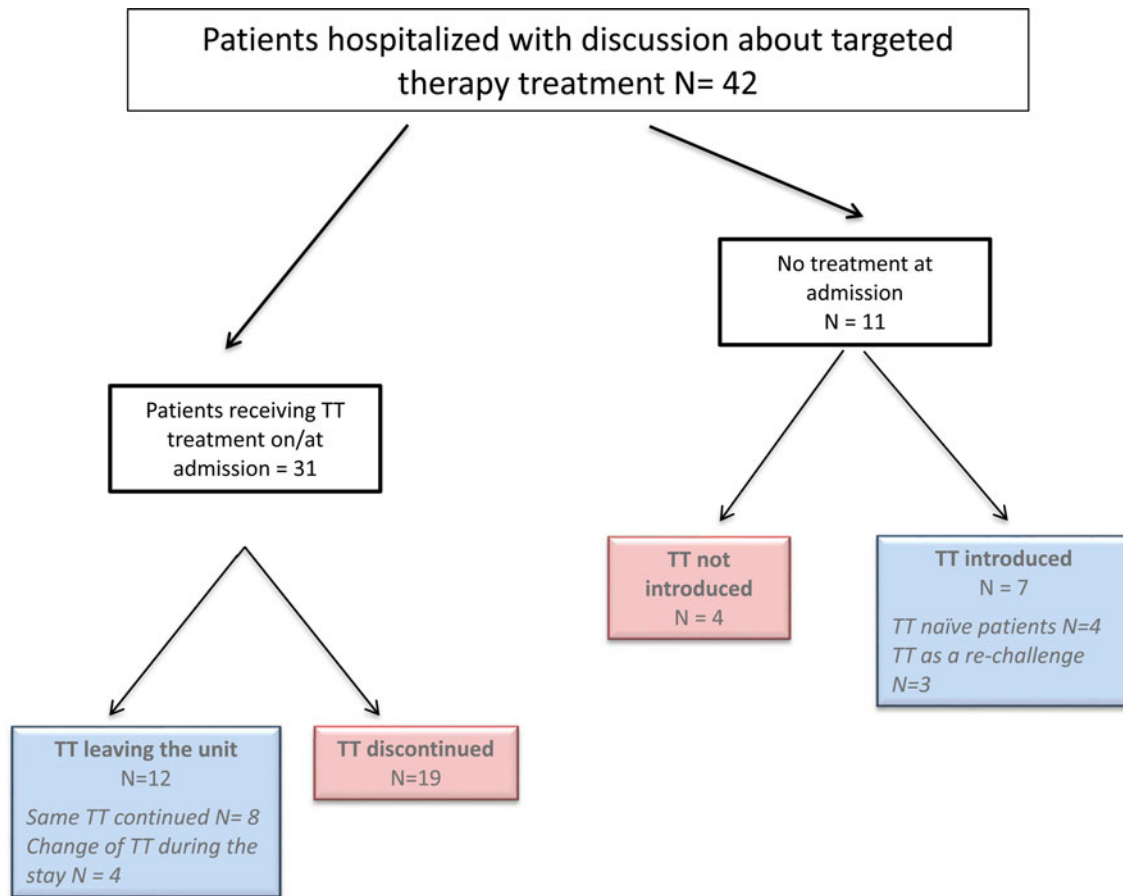 Patients hospitalized with discussion about targeted
therapy treatment N= 42
No treatment at
admission
N = 11
Patients receiving TT
treatment on/at
admission = 31
TT not
introduced
N = 4
TT introduced
N = 7
TT naïve patients N=4
TT as a re-challenge
N=3
TT leaving the unit
N=12
Same TT continued N= 8
Change of TT during the
stay N = 4
TT discontinued
N=19